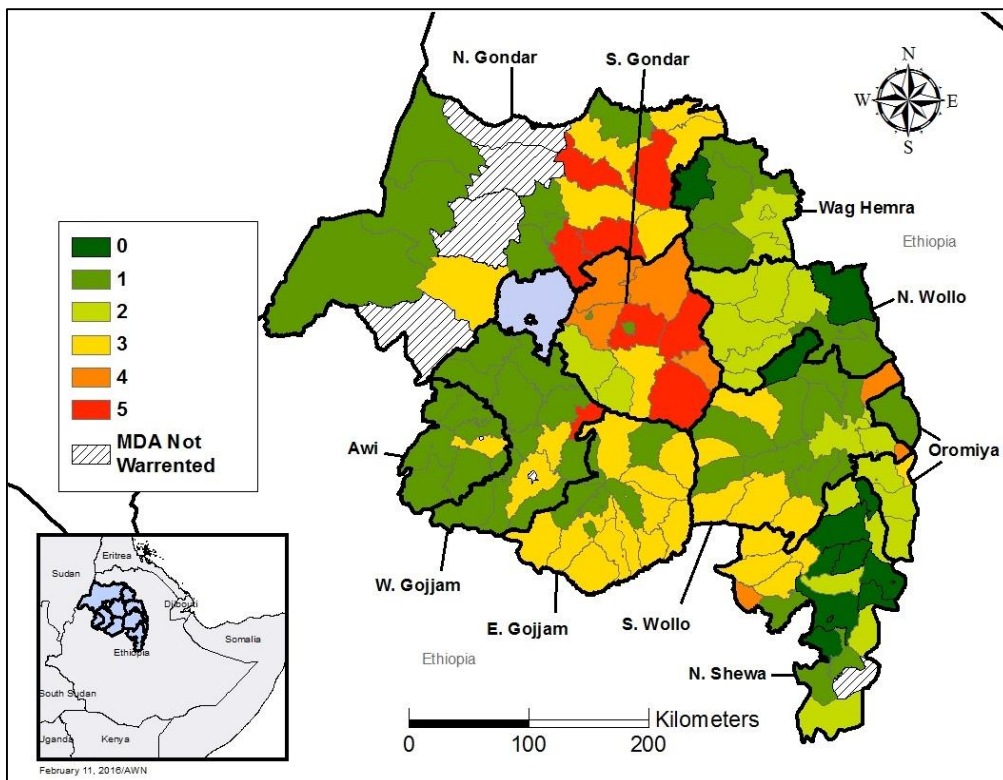 N. Gondar
S. Gondar
N
W
E
S
Wag Hemra
Ethiopia
0
1
2
3
4
5
MDA Not
Warrented
N. Wollo
Awi
Oromiya
W. Gojjam
E. Gojjam
S. Wollo
Ethiopia
N. Shewa
Kilometers
0
100
200
Eritrea
Sudan
Djibouti
Somalia
Ethiopia
South Sudan
Uganda
Kenya
February 11, 2016/AWN